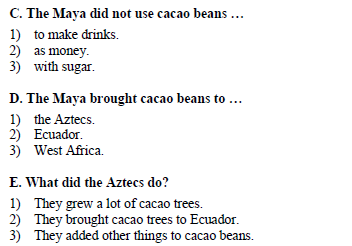 C. The Maya did not use cacao beans …
1) to make drinks.
2) as money.
3) with sugar.
D. The Maya brought cacao beans to …
1) the Aztecs.
2) Ecuador.
3) West Africa.
E. What did the Aztecs do?
1) They grew a lot of cacao trees.
2) They brought cacao trees to Ecuador.
3) They added other things to cacao beans.